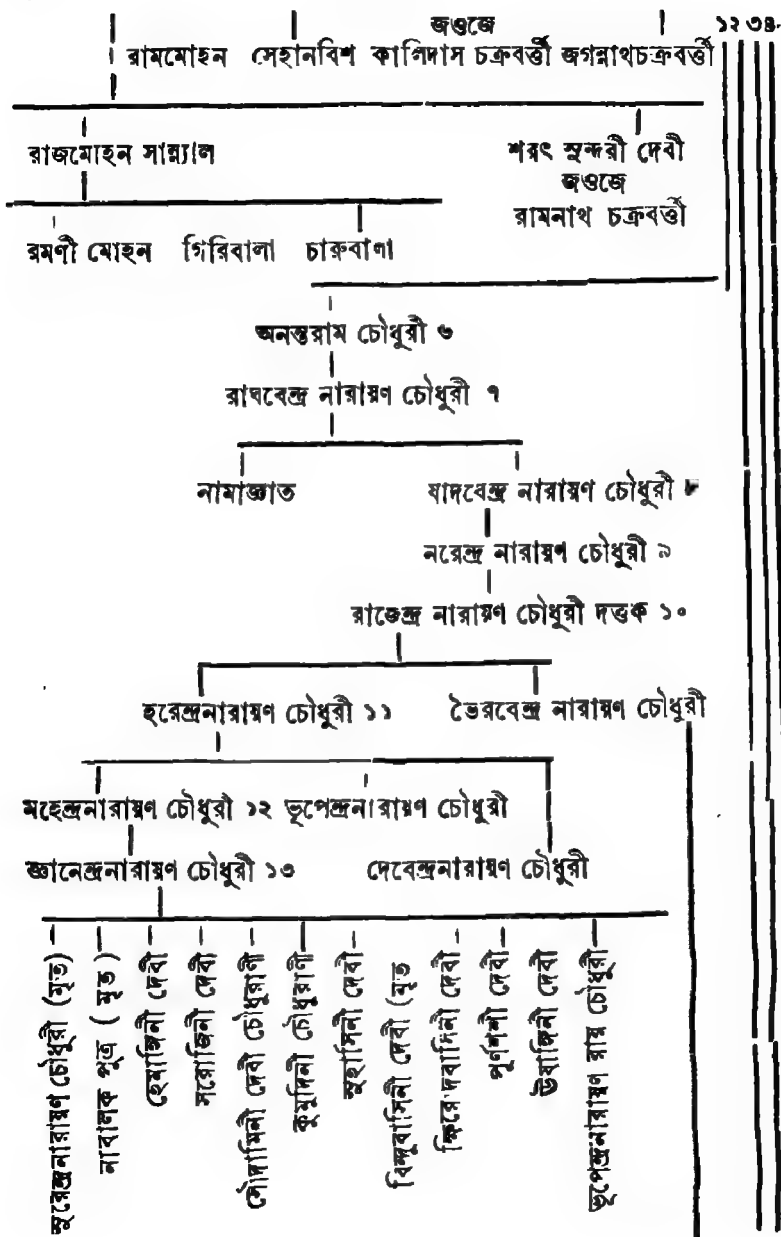 জওজে ১২৩৪
রামমোহন সেহানবিশ কালিদাস চক্রবর্ত্তী জগন্নাথচক্রবর্ত্তী
রাজমোহন সান্ন্যাল
শরৎ সুন্দরী দেবী
জওজে
রামনাথ চক্রবর্ত্তী
রমণী মোহন গিরিবালা চারুবালা
অনন্তরাম চৌধুরী ৬
রাঘবেন্দ্র নারায়ণ চৌধুরী ৭
নামাজ্ঞাত যাদবেন্দ্র নারায়ণ চৌধুরী ৮
নরেন্দ্র নারায়ণ চৌধুরী ৯
রাজেন্দ্র নারায়ণ চৌধুরী দত্তক ১০
হরেন্দ্রনারায়ণ চৌধুরী ১১ ভৈরবেন্দ্র নারায়ণ চৌধুরী
মহেন্দ্রনারায়ণ চৌধুরী ১২ ভূপেন্দ্রনারায়ণ চৌধুরী
জ্ঞানেন্দ্রনারায়ণ চৌধুরী ১৩ দেবেন্দ্রনারায়ণ চৌধুরী
সুরেন্দ্রনারায়ণ চৌধুরী (মৃত)
নাবালক পুত্র ( মৃত )
হেমাঙ্গিনী দেবী
সরোজিনী দেবী
সৌদামিনী দেবী চৌধুরাণী
কুমুদিনী চৌধুরাণী
সুহাসিনী দেবী
বিন্দুবাসিনী দেবী (মৃত
ক্ষিরোদবাসিনী দেবী
পূর্ণশশী দেবী
ঊষাঙ্গিনী দেবী
ভূপেন্দ্রনারায়ণ রায় চৌধুরী